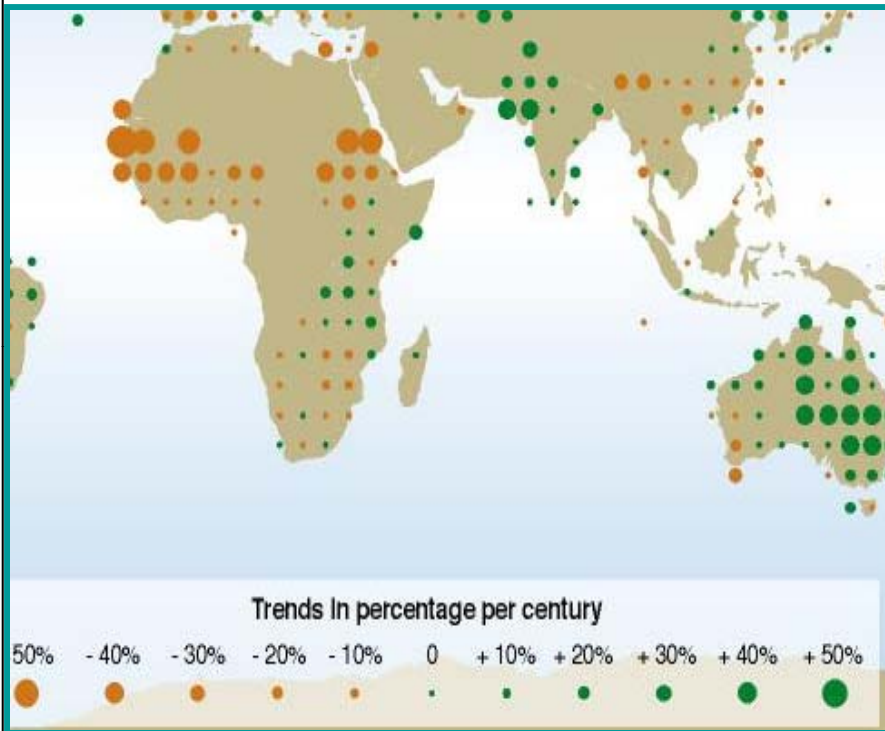 Trends In percentage per century
50% - 40% - 30% - 20% - 10% 0 + 10% + 20% + 30% + 40% + 50%